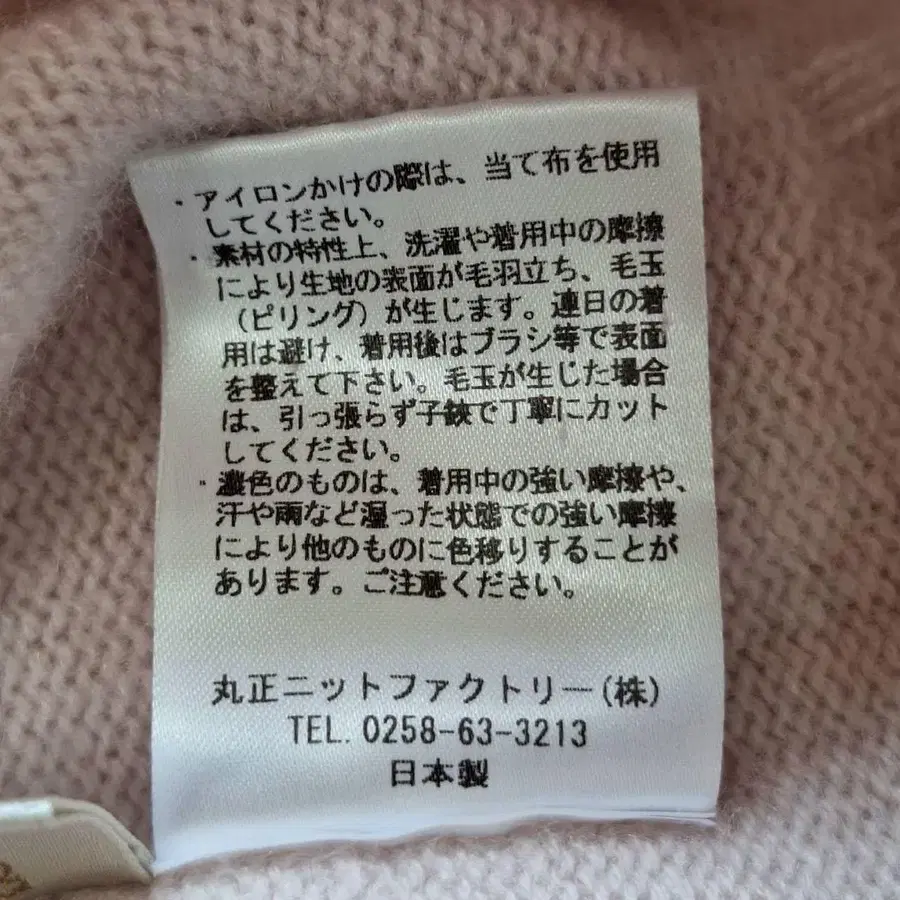 ・アイロンかけの際は、当て布を使用
してください。
・素材の特性上、洗濯や着用中の摩擦
により生地の表面が毛羽立ち、毛玉
（ピリング）が生じます。連日の着
用は避け、着用後はブラシ等で表面
を整えて下さい。毛玉が生じた場合
は、引っ張らず子鋏で丁寧にカット
してください。
・濃色のものは、着用中の強い摩擦や、
汗や雨など湿った状態での強い摩擦
により他のものに色移りすることが
あります。ご注意ください。
丸正ニットファクトリー(株)
TEL. 0258-63-3213
日本製